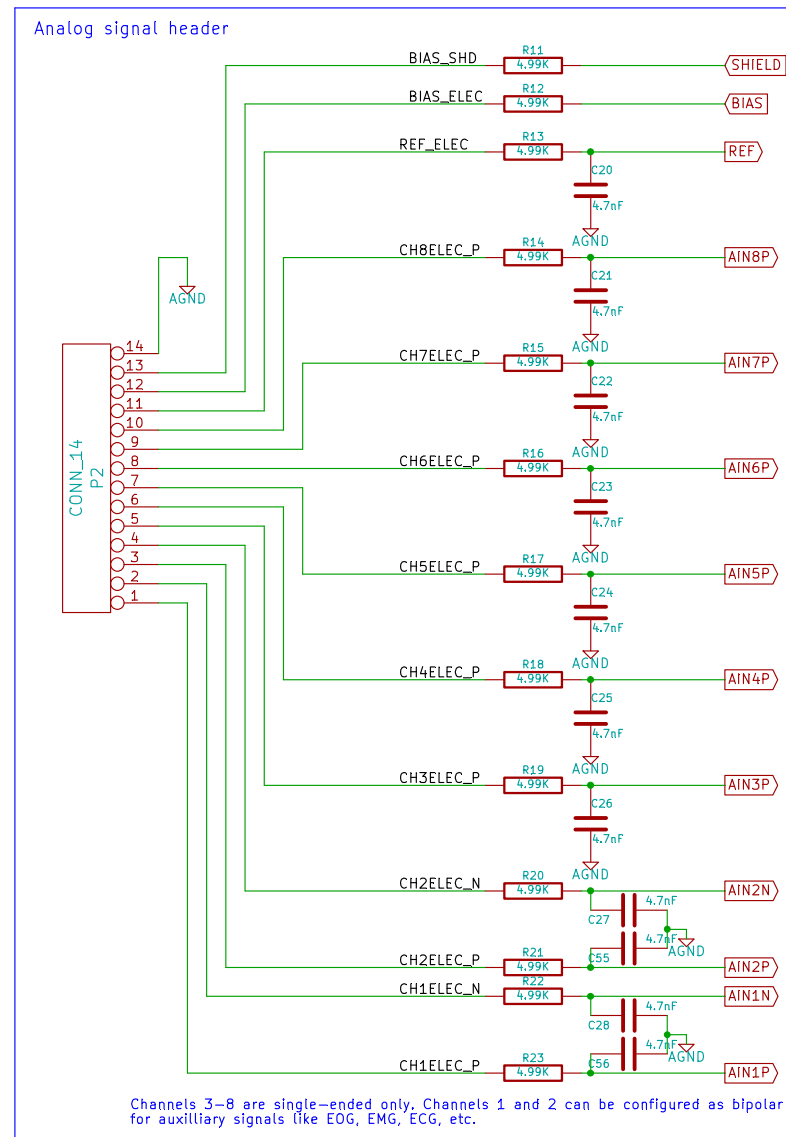 Analog signal header
BIAS_SHD R11 4.99K SHIELD
BIAS_ELEC R12 4.99K BIAS
REF_ELEC R13 4.99K REF
C20
4.7nF
AGND
CH8ELEC_P R14 4.99K AIN8P
C21
4.7nF
AGND
AGND
CH7ELEC_P R15 4.99K AIN7P
C22
4.7nF
AGND
CH6ELEC_P R16 4.99K AIN6P
C23
4.7nF
AGND
CH5ELEC_P R17 4.99K AIN5P
C24
4.7nF
AGND
CH4ELEC_P R18 4.99K AIN4P
C25
4.7nF
AGND
CH3ELEC_P R19 4.99K AIN3P
C26
4.7nF
AGND
CH2ELEC_N R20 4.99K AIN2N
4.7nF
C27
4.7nF
AGND
C55
CH2ELEC_P R21 4.99K AIN2P
CH1ELEC_N R22 4.99K AIN1N
4.7nF
C28
4.7nF
AGND
C56
CH1ELEC_P R23 4.99K AIN1P
CONN_14
P2
14
13
12
11
10
9
8
7
6
5
4
3
2
1
Channels 3-8 are single-ended only. Channels 1 and 2 can be configured as bipolar
for auxilliary signals like EOG, EMG, ECG, etc.